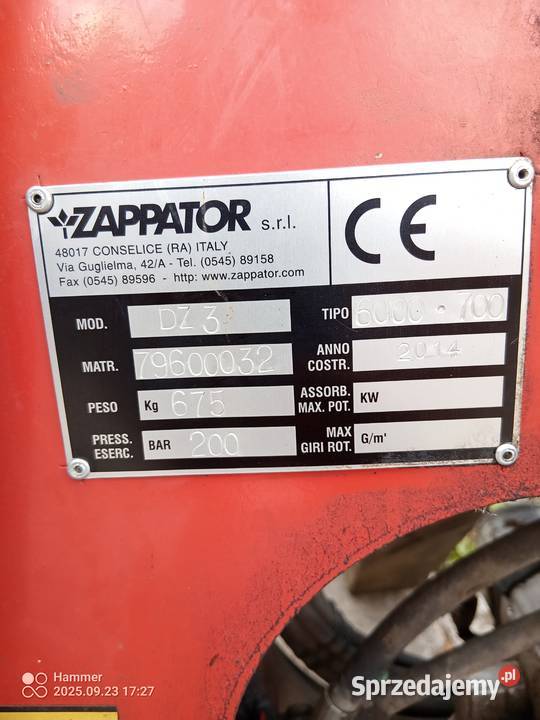 ZAPPATOR s.r.l.
48017 CONSELICE (RA) ITALY
Via Guglielma, 42/A - Tel. (0545) 89158
Fax (0545) 89596 - http: www.zappator.com
CE
MOD. DZ 3
TIPO 6000 · 700
MATR. 79600032
ANNO COSTR. 2014
PESO Kg 675
ASSORB. MAX. POT. KW
PRESS. ESERC. BAR 200
MAX GIRI ROT. G/m'
Hammer
2025.09.23 17:27
Sprzedajemy.pl